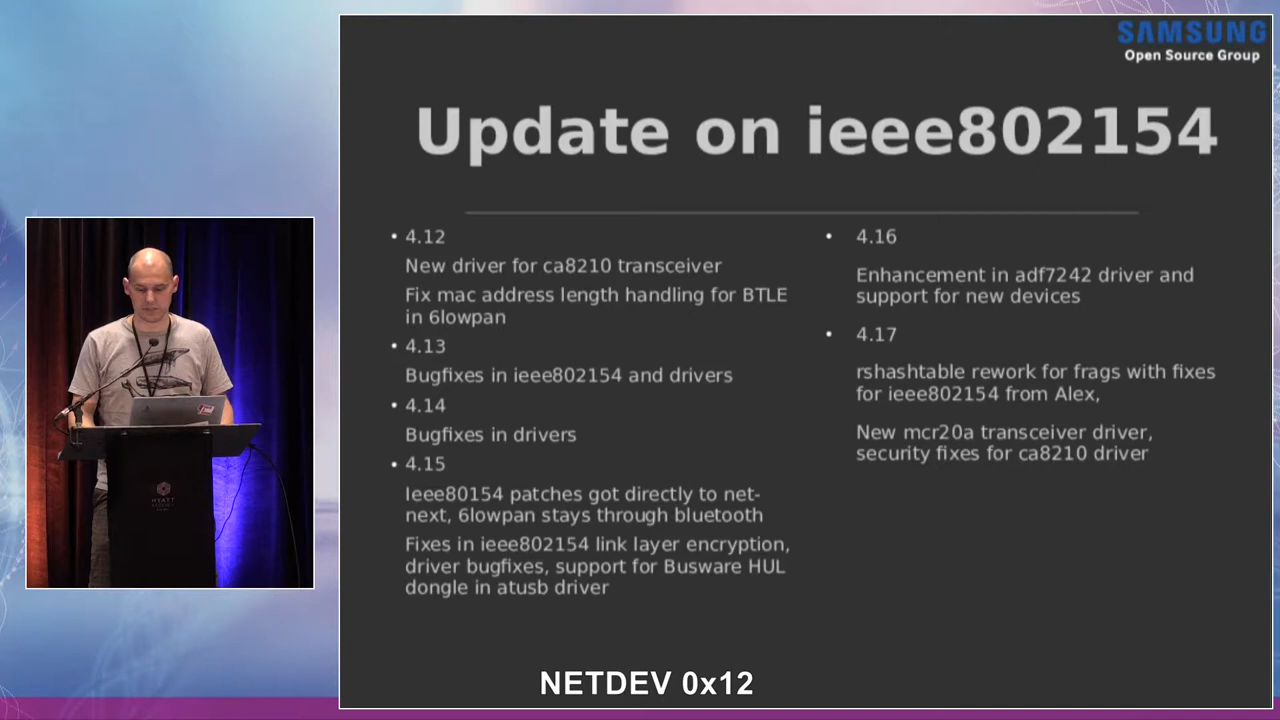 SAMSUNG
Open Source Group
Update on ieee802154
• 4.12
New driver for ca8210 transceiver
Fix mac address length handling for BTLE
in 6lowpan
• 4.13
Bugfixes in ieee802154 and drivers
• 4.14
Bugfixes in drivers
• 4.15
Ieee80154 patches got directly to net-
next, 6lowpan stays through bluetooth
Fixes in ieee802154 link layer encryption,
driver bugfixes, support for Busware HUL
dongle in atusb driver
• 4.16
Enhancement in adf7242 driver and
support for new devices
• 4.17
rshashtable rework for frags with fixes
for ieee802154 from Alex,
New mcr20a transceiver driver,
security fixes for ca8210 driver
HYATT
NETDEV 0x12